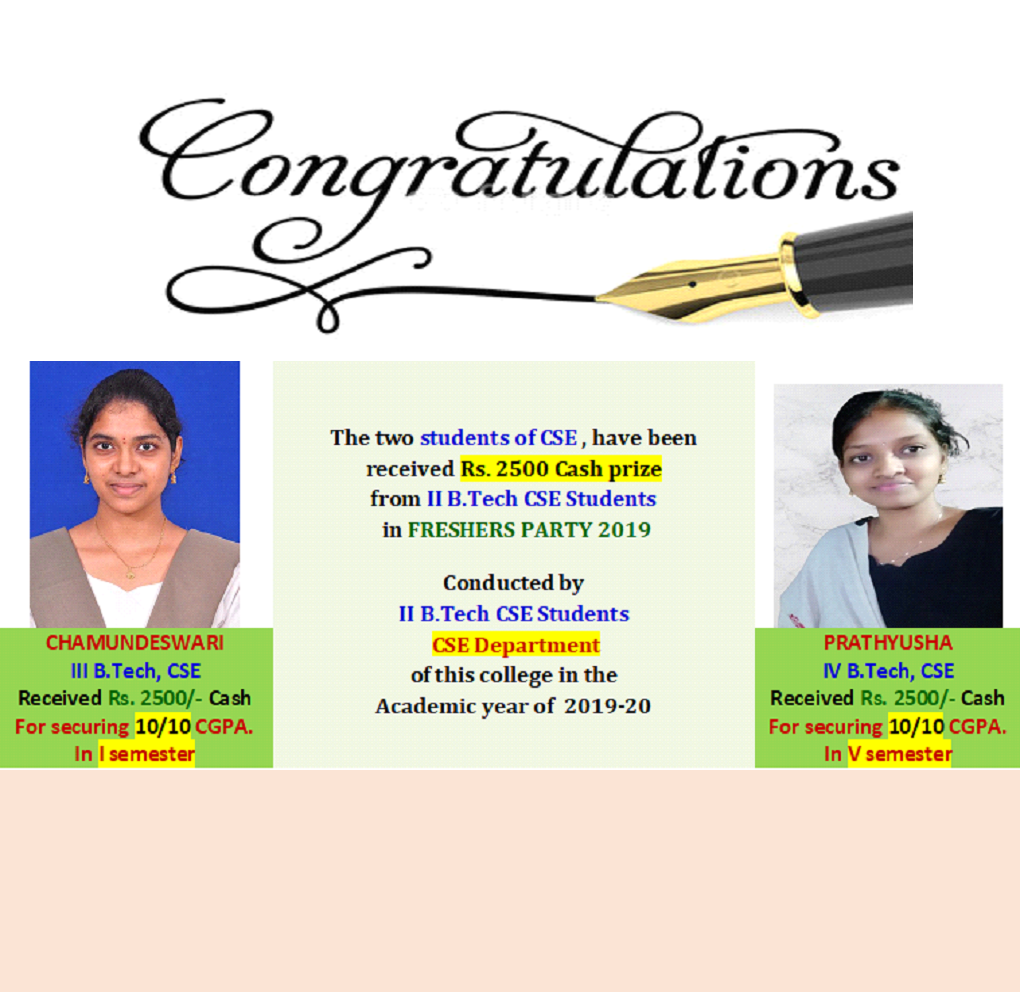 Congratulations
The two students of CSE , have been
received Rs. 2500 Cash prize
from II B.Tech CSE Students
in FRESHERS PARTY 2019
Conducted by
II B.Tech CSE Students
CSE Department
of this college in the
Academic year of 2019-20
CHAMUNDESWARI
III B.Tech, CSE
Received Rs. 2500/- Cash
For securing 10/10 CGPA.
In I semester
PRATHYUSHA
IV B.Tech, CSE
Received Rs. 2500/- Cash
For securing 10/10 CGPA.
In V semester